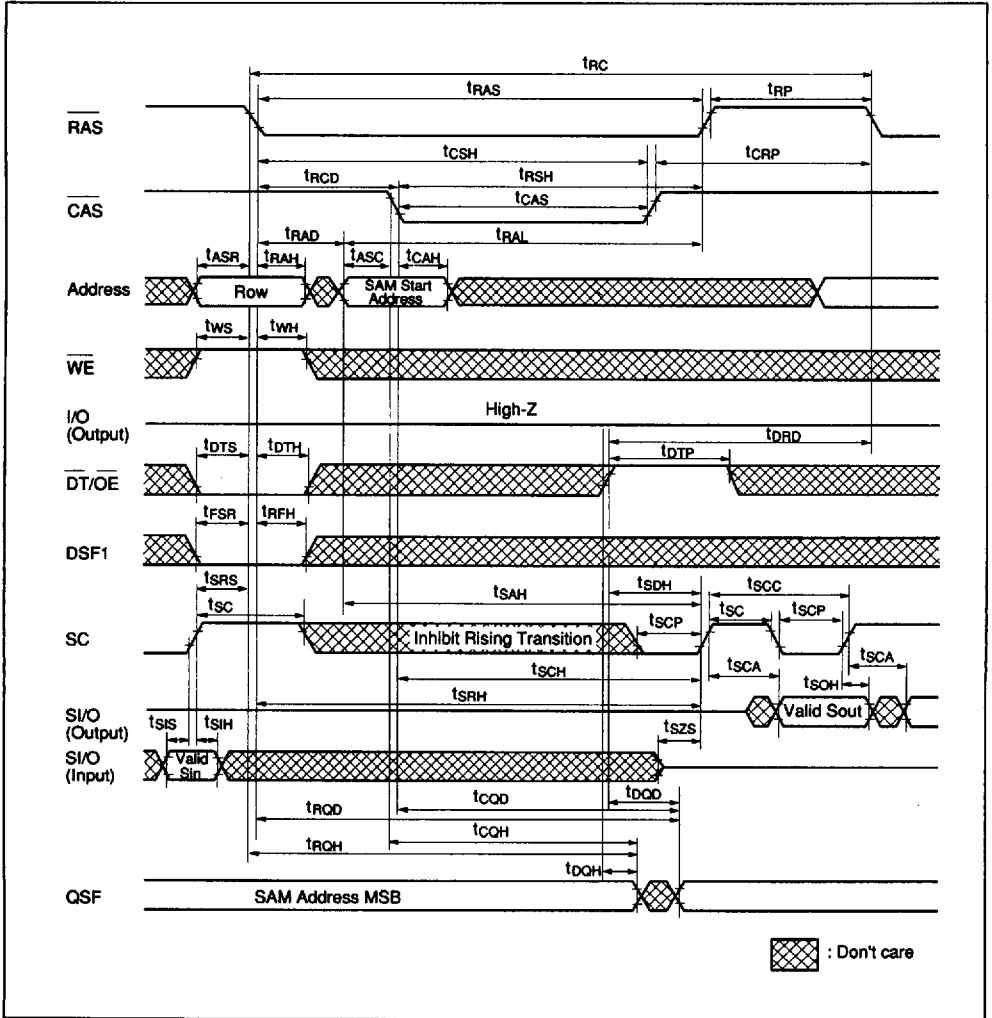 tRC
tRAS
tRP
RAS
tCSH
tCRP
tRCD
tRSH
CAS
tCAS
tRAD
tRAL
tASR
tRAH
tASC
tCAH
Address
Row
SAM Start
Address
tWS
tWH
WE
I/O
(Output)
High-Z
tDRD
tDTS
tDTH
tDTP
DT/OE
tFSR
tRFH
DSF1
tSRS
tSAH
tSDH
tSCC
tSC
tSC
tSCP
SC
Inhibit Rising Transition
tSCP
tSCH
tSCA
tSCA
tSRH
tSOH
SI/O
(Output)
Valid Sout
tSIS
tSIH
tSZS
SI/O
(Input)
Valid
Sin
tCQD
tDQD
tRQD
tCQH
tRQH
tDQH
QSF
SAM Address MSB
: Don't care